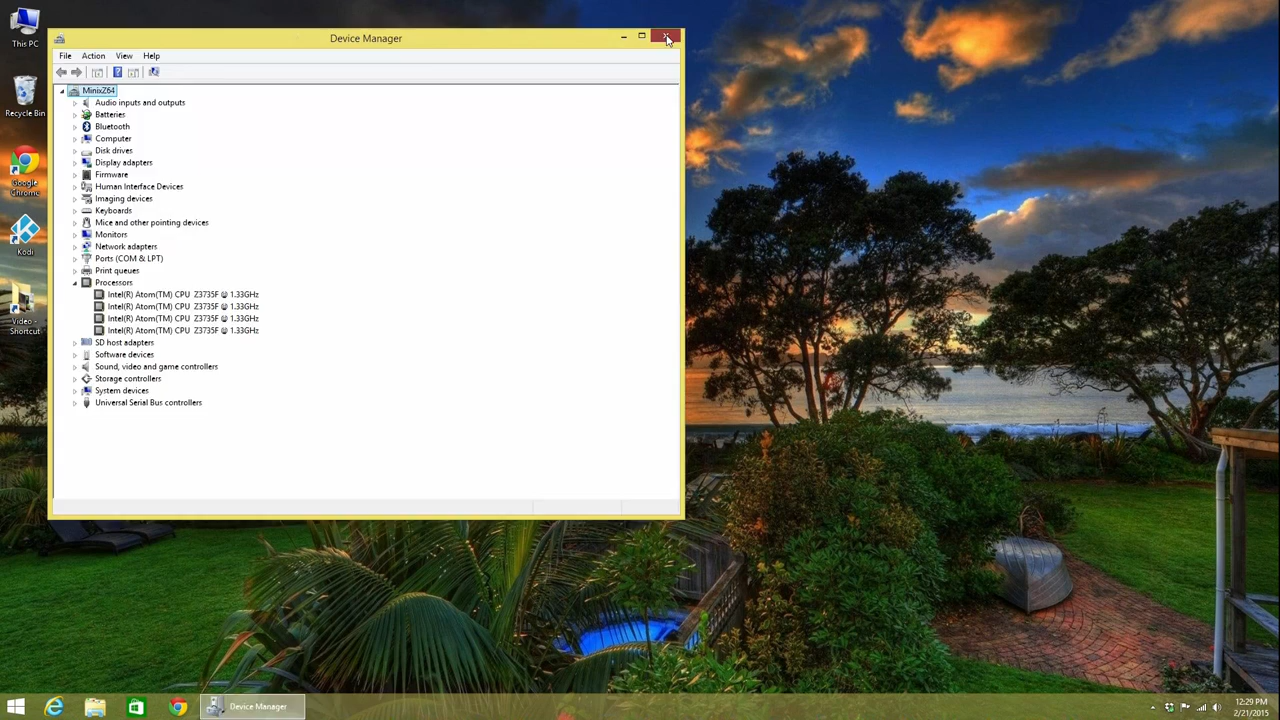 This PC
Recycle Bin
Google
Chrome
Kodi
Video -
Shortcut
Device Manager
File Action View Help
MinixZ64
Audio inputs and outputs
Batteries
Bluetooth
Computer
Disk drives
Display adapters
Firmware
Human Interface Devices
Imaging devices
Keyboards
Mice and other pointing devices
Monitors
Network adapters
Ports (COM & LPT)
Print queues
Processors
Intel(R) Atom(TM) CPU Z3735F @ 1.33GHz
Intel(R) Atom(TM) CPU Z3735F @ 1.33GHz
Intel(R) Atom(TM) CPU Z3735F @ 1.33GHz
Intel(R) Atom(TM) CPU Z3735F @ 1.33GHz
SD host adapters
Software devices
Sound, video and game controllers
Storage controllers
System devices
Universal Serial Bus controllers
Device Manager
12:29 PM
2/21/2015